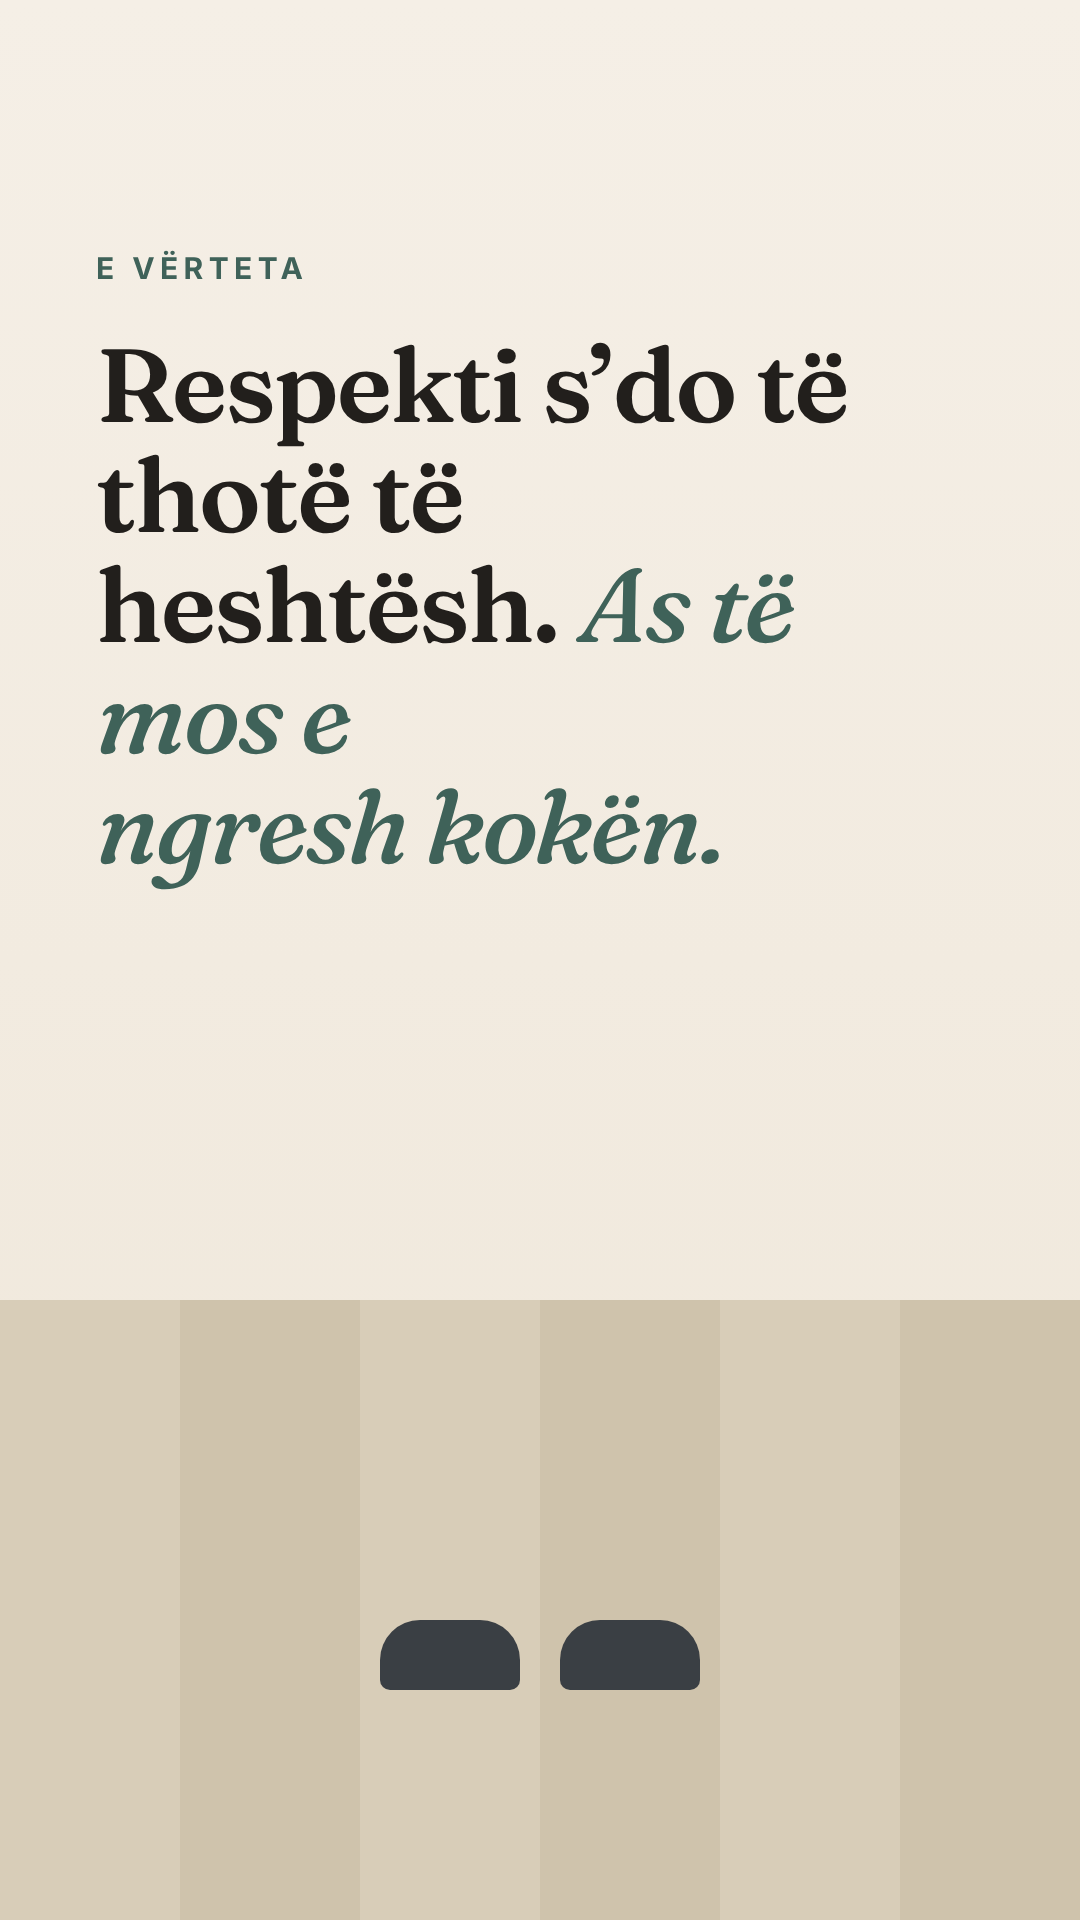 E VËRTETA
Respekti s’do të
thotë të
heshtësh. As të
mos e
ngresh kokën.